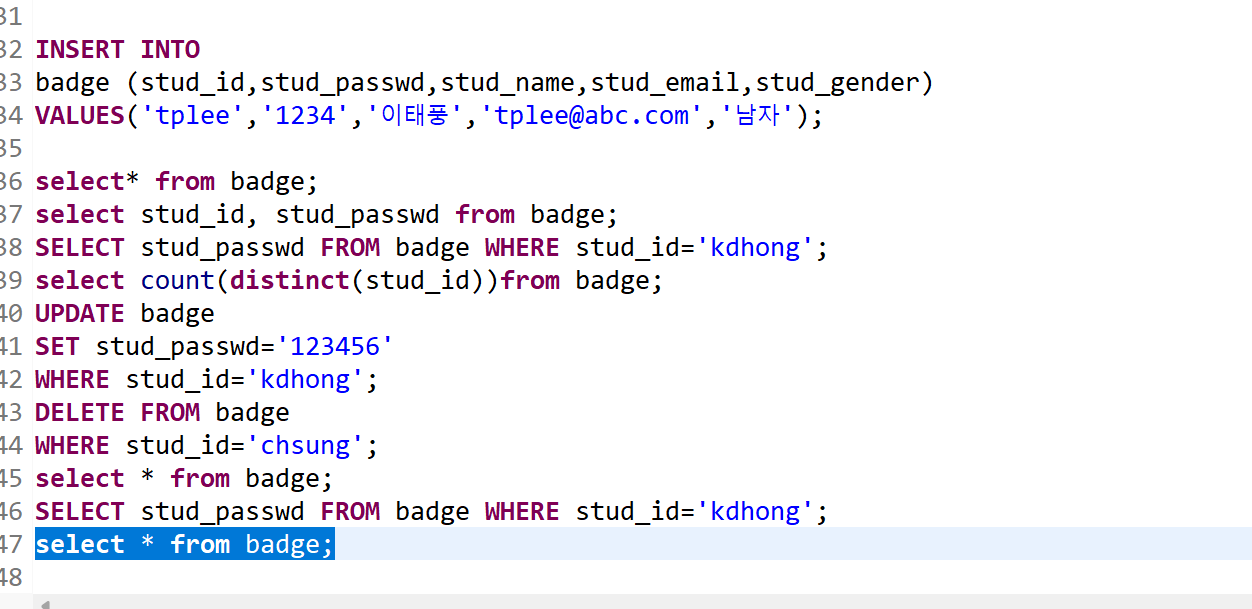 31
32 INSERT INTO
33 badge (stud_id,stud_passwd,stud_name,stud_email,stud_gender)
34 VALUES('tplee','1234','이태풍','tplee@abc.com','남자');
35
36 select* from badge;
37 select stud_id, stud_passwd from badge;
38 SELECT stud_passwd FROM badge WHERE stud_id='kdhong';
39 select count(distinct(stud_id))from badge;
40 UPDATE badge
41 SET stud_passwd='123456'
42 WHERE stud_id='kdhong';
43 DELETE FROM badge
44 WHERE stud_id='chsung';
45 select * from badge;
46 SELECT stud_passwd FROM badge WHERE stud_id='kdhong';
47 select * from badge;
48